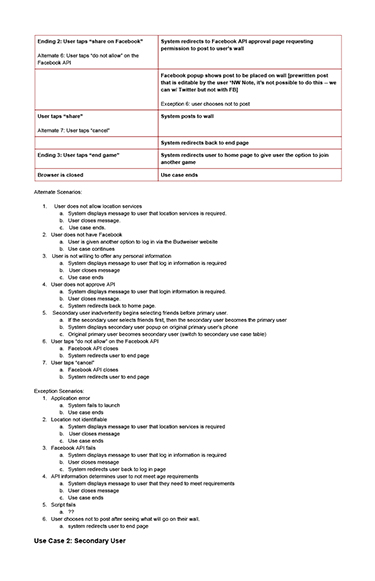 Ending 2: User taps "share on Facebook"
Alternate 6: User taps "do not allow" on the
Facebook API
System redirects to Facebook API approval page requesting
permission to post to user's wall
Facebook popup shows post to be placed on wall [prewritten post
that is editable by the user *NW Note, it's not possible to do this -- we
can w/ Twitter but not with FB]
Exception 6: user chooses not to post
User taps "share"
Alternate 7: User taps "cancel"
System posts to wall
System redirects back to end page
Ending 3: User taps "end game"
System redirects user to home page to give user the option to join
another game
Browser is closed
Use case ends
Alternate Scenarios:
1. User does not allow location services
a. System displays message to user that location services is required.
b. User closes message.
c. Use case ends.
2. User does not have Facebook
a. User is given another option to log in via the Budweiser website
b. Use case continues
3. User is not willing to offer any personal information
a. System displays message to user that log in information is required
b. User closes message
c. Use case ends
4. User does not approve API
a. System displays message to user that login information is required.
b. User closes message.
c. System redirects back to home page.
5. Secondary user inadvertently begins selecting friends before primary user.
a. If the secondary user selects friends first, then the secondary user becomes the primary user
b. System displays secondary user popup on original primary user's phone
c. Original primary user becomes secondary user (switch to secondary use case table)
6. User taps "do not allow" on the Facebook API
a. Facebook API closes
b. System redirects user to end page
7. User taps "cancel"
a. Facebook API closes
b. System redirects user to end page
Exception Scenarios:
1. Application error
a. System fails to launch
b. Use case ends
2. Location not identifiable
a. System displays message to user that location services is required
b. User closes message
c. Use case ends
3. Facebook API fails
a. System displays message to user that log in information is required
b. User closes message
c. System redirects user back to log in page
4. API information determines user to not meet age requirements
a. System displays message to user that they need to meet requirements
b. User closes message
c. Use case ends
5. Script fails
a. ??
6. User chooses not to post after seeing what will go on their wall.
a. system redirects user to end page
Use Case 2: Secondary User